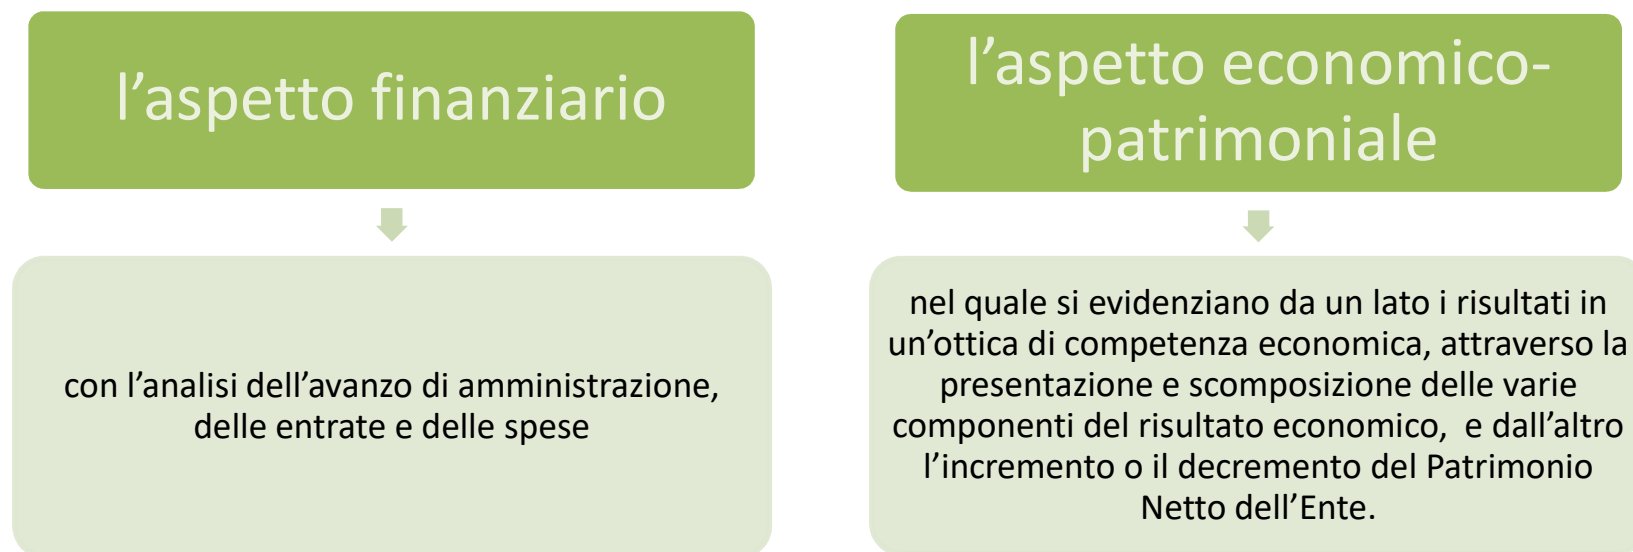 l’aspetto finanziario
con l’analisi dell’avanzo di amministrazione,
delle entrate e delle spese
l’aspetto economico-
patrimoniale
nel quale si evidenziano da un lato i risultati in
un’ottica di competenza economica, attraverso la
presentazione e scomposizione delle varie
componenti del risultato economico,  e dall’altro
l’incremento o il decremento del Patrimonio
Netto dell’Ente.